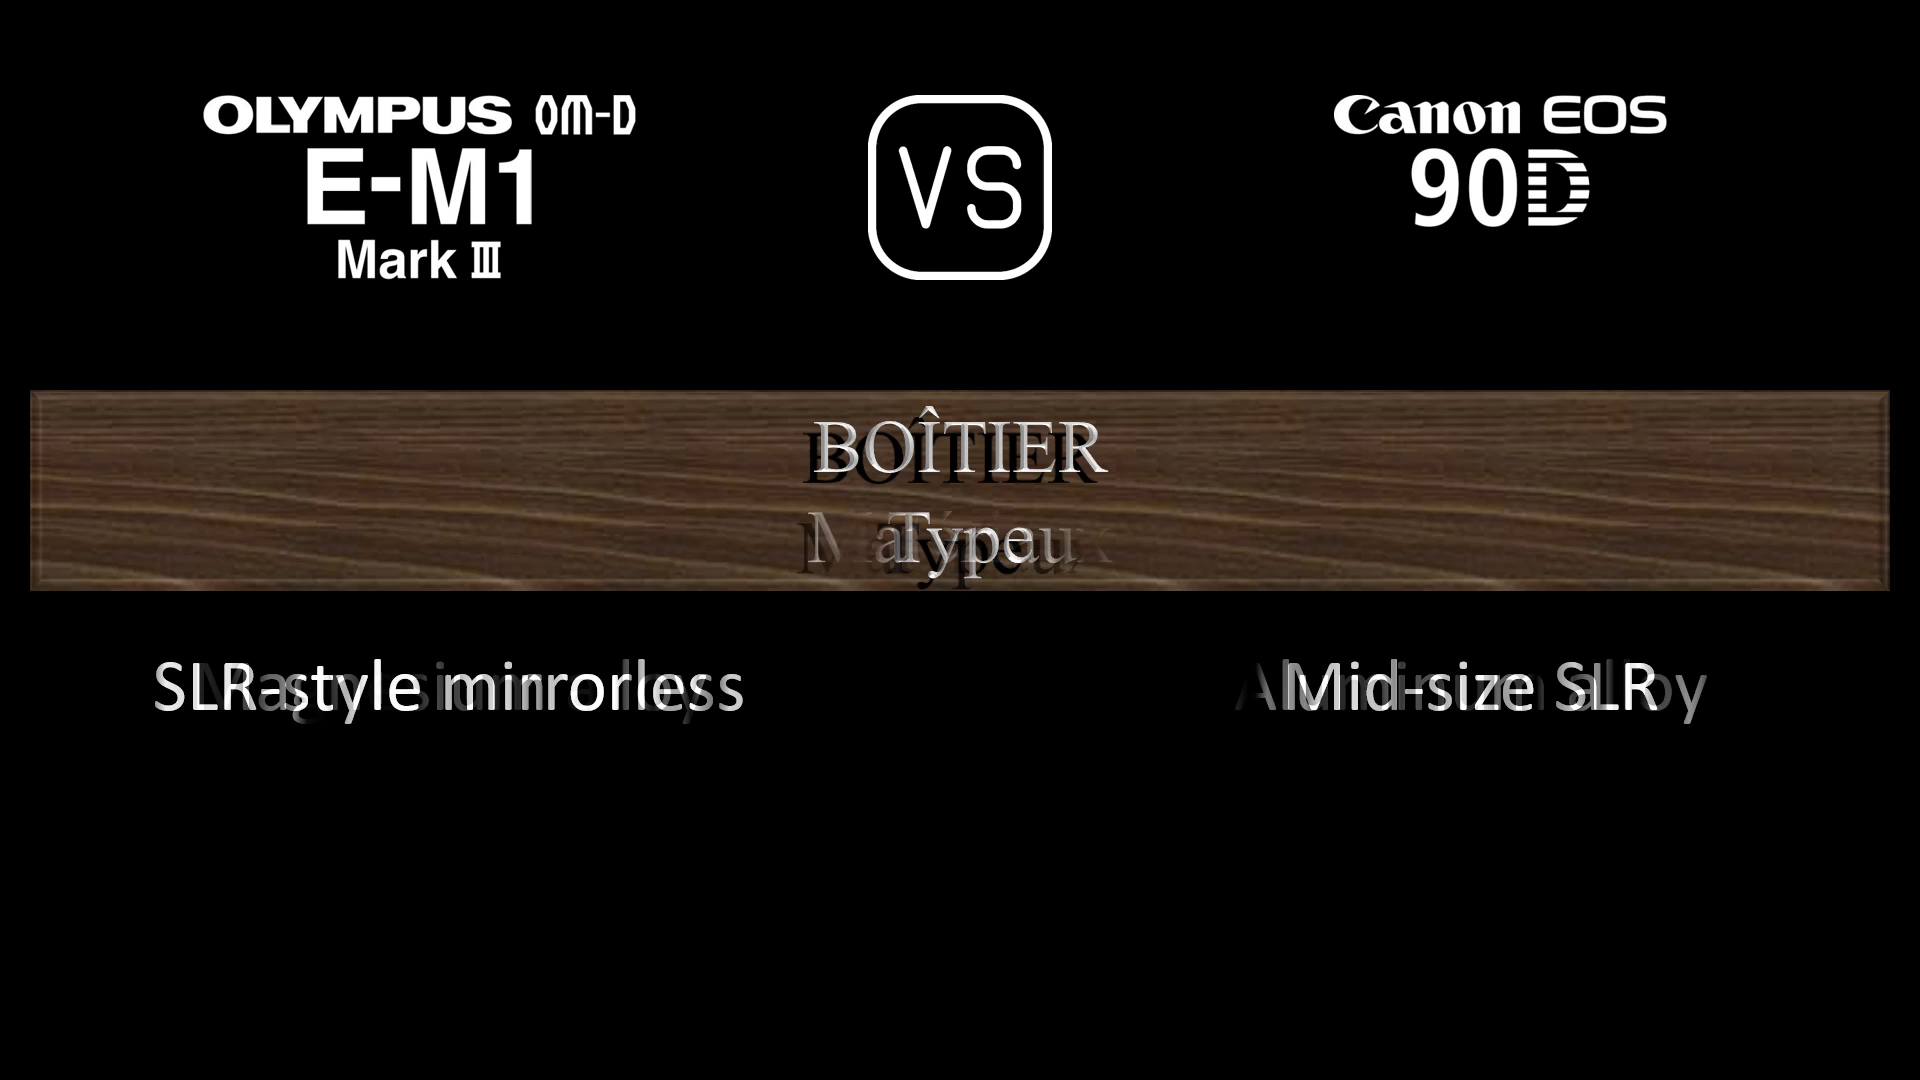 OLYMPUS OM-D
E-M1
Mark III
VS
Canon EOS
90D
BOÎTIER
Type
SLR-style mirrorless
Mid-size SLR